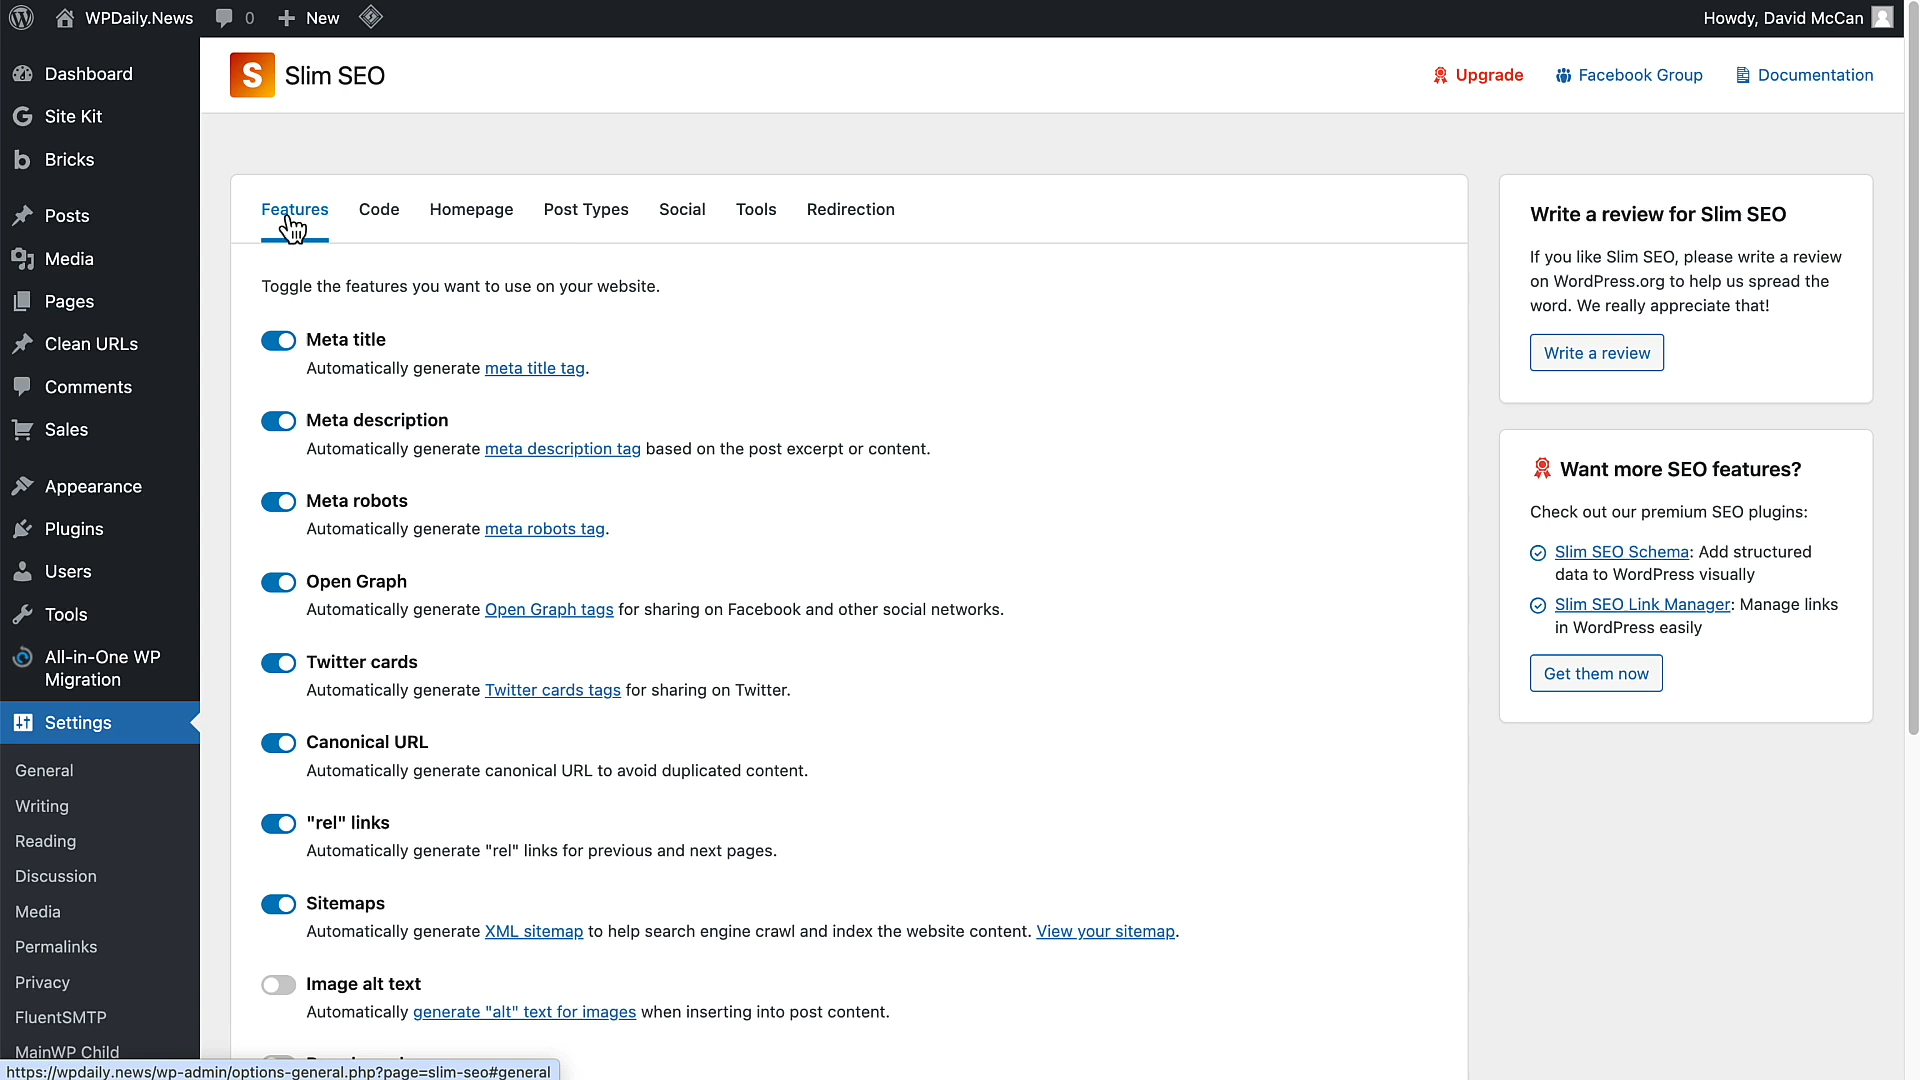 WPDaily.News
0
New
Howdy, David McCan
Dashboard
Site Kit
Bricks
Posts
Media
Pages
Clean URLs
Comments
Sales
Appearance
Plugins
Users
Tools
All-in-One WP
Migration
Settings
General
Writing
Reading
Discussion
Media
Permalinks
Privacy
FluentSMTP
MainWP Child
https://wpdaily.news/wp-admin/options-general.php?page=slim-seo#general
S
Slim SEO
Upgrade
Facebook Group
Documentation
Features Code Homepage Post Types Social Tools Redirection
Toggle the features you want to use on your website.
Meta title
Automatically generate meta title tag.
Meta description
Automatically generate meta description tag based on the post excerpt or content.
Meta robots
Automatically generate meta robots tag.
Open Graph
Automatically generate Open Graph tags for sharing on Facebook and other social networks.
Twitter cards
Automatically generate Twitter cards tags for sharing on Twitter.
Canonical URL
Automatically generate canonical URL to avoid duplicated content.
"rel" links
Automatically generate "rel" links for previous and next pages.
Sitemaps
Automatically generate XML sitemap to help search engine crawl and index the website content. View your sitemap.
Image alt text
Automatically generate "alt" text for images when inserting into post content.
Write a review for Slim SEO
If you like Slim SEO, please write a review
on WordPress.org to help us spread the
word. We really appreciate that!
Write a review
Want more SEO features?
Check out our premium SEO plugins:
Slim SEO Schema: Add structured
data to WordPress visually
Slim SEO Link Manager: Manage links
in WordPress easily
Get them now